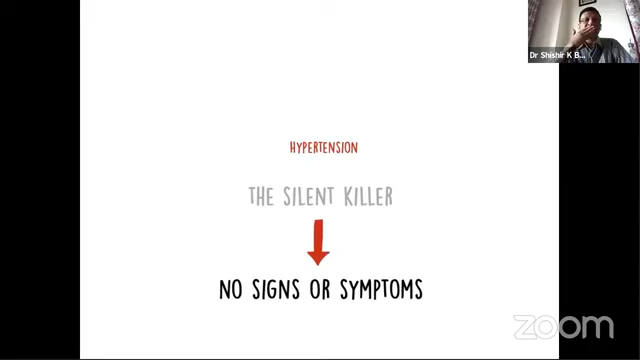 Dr Shishir K B...
HYPERTENSION
THE SILENT KILLER
NO SIGNS OR SYMPTOMS
zoom